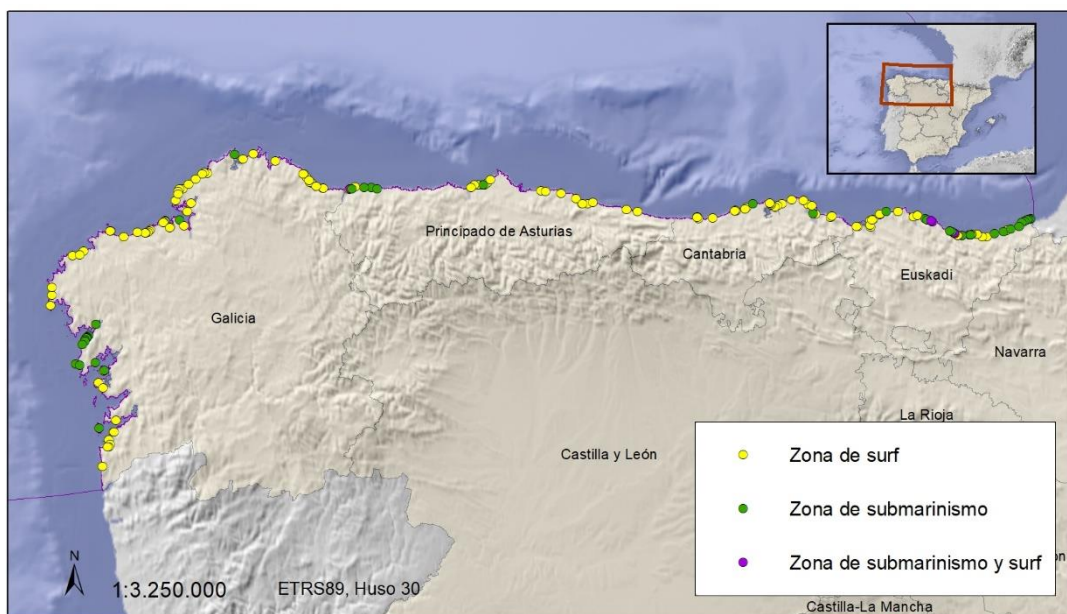 Principado de Asturias
Cantabria
Euskadi
Galicia
Navarra
La Rioja
Castilla y León
Zona de surf
Zona de submarinismo
Zona de submarinismo y surf
N
1:3.250.000
ETRS89, Huso 30
Castilla-La Mancha